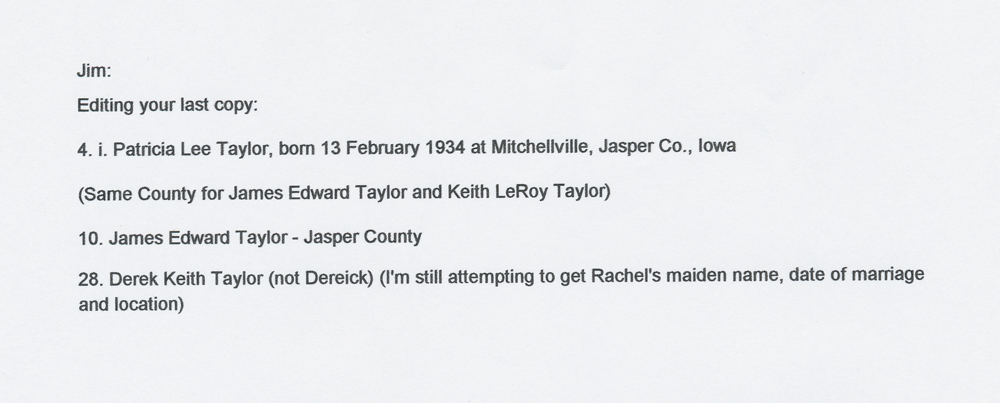 Jim:
Editing your last copy:
4. i. Patricia Lee Taylor, born 13 February 1934 at Mitchellville, Jasper Co., Iowa
(Same County for James Edward Taylor and Keith LeRoy Taylor)
10. James Edward Taylor - Jasper County
28. Derek Keith Taylor (not Dereick) (I'm still attempting to get Rachel's maiden name, date of marriage
and location)